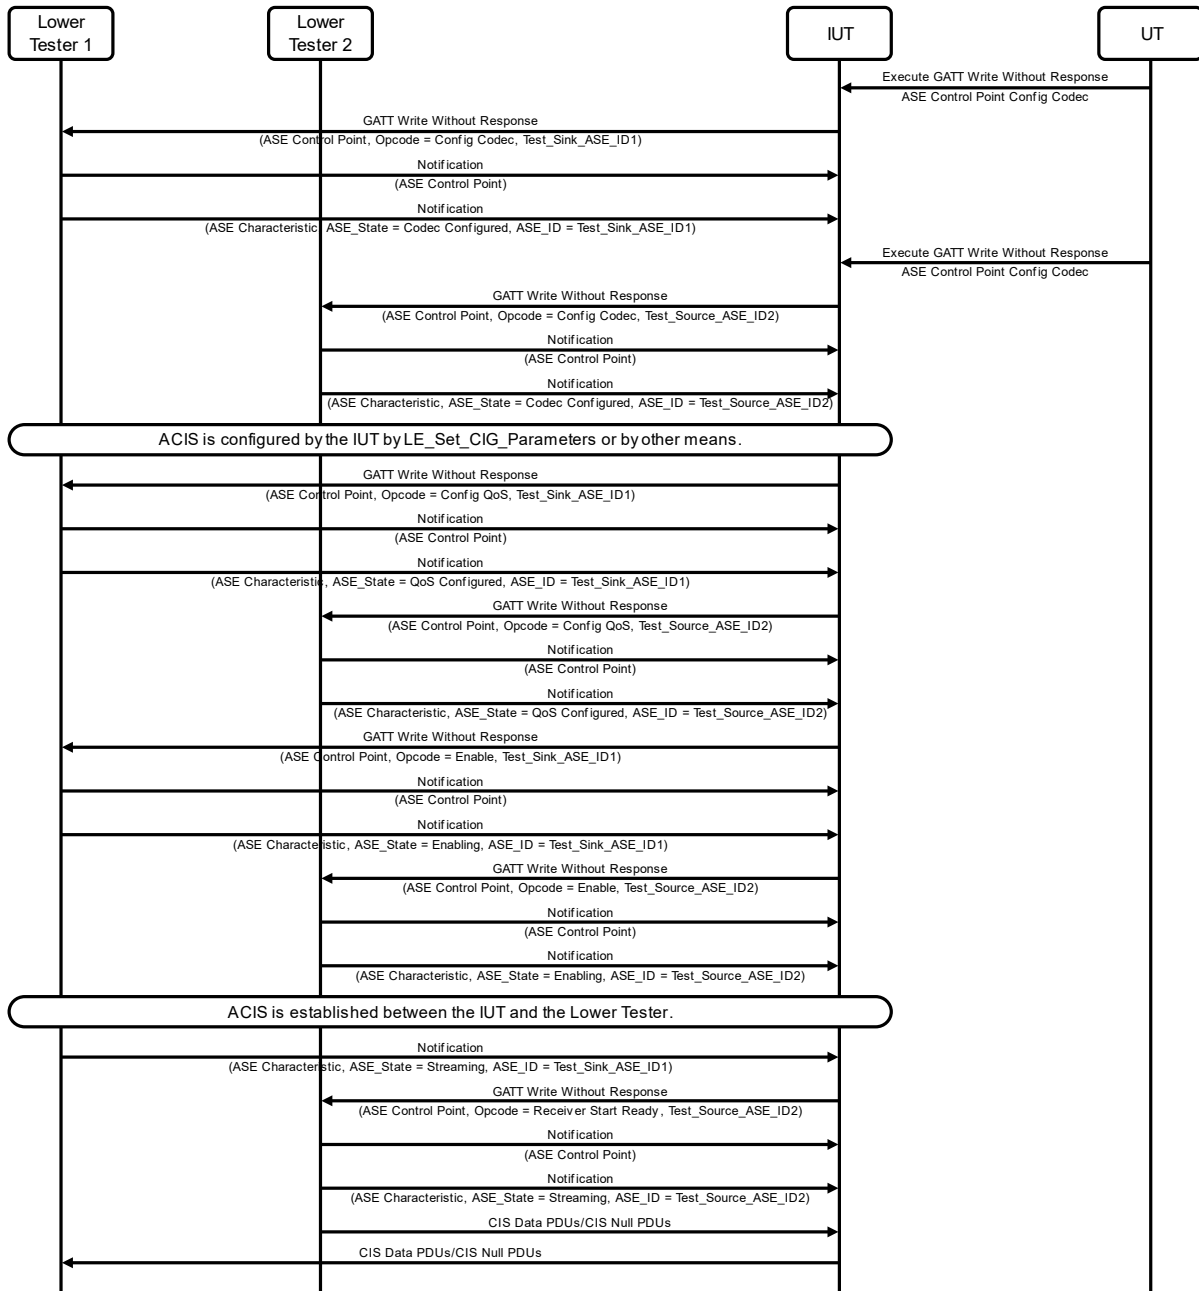 Lower
Tester 1
Lower
Tester 2
IUT
UT
Execute GATT Write Without Response
ASE Control Point Config Codec
GATT Write Without Response
(ASE Control Point, Opcode = Config Codec, Test_Sink_ASE_ID1)
Notification
(ASE Control Point)
Notification
(ASE Characteristic, ASE_State = Codec Configured, ASE_ID = Test_Sink_ASE_ID1)
Execute GATT Write Without Response
ASE Control Point Config Codec
GATT Write Without Response
(ASE Control Point, Opcode = Config Codec, Test_Source_ASE_ID2)
Notification
(ASE Control Point)
Notification
(ASE Characteristic, ASE_State = Codec Configured, ASE_ID = Test_Source_ASE_ID2)
A CIS is configured by the IUT by LE_Set_CIG_Parameters or by other means.
GATT Write Without Response
(ASE Control Point, Opcode = Config QoS, Test_Sink_ASE_ID1)
Notification
(ASE Control Point)
Notification
(ASE Characteristic, ASE_State = QoS Configured, ASE_ID = Test_Sink_ASE_ID1)
GATT Write Without Response
(ASE Control Point, Opcode = Config QoS, Test_Source_ASE_ID2)
Notification
(ASE Control Point)
Notification
(ASE Characteristic, ASE_State = QoS Configured, ASE_ID = Test_Source_ASE_ID2)
GATT Write Without Response
(ASE Control Point, Opcode = Enable, Test_Sink_ASE_ID1)
Notification
(ASE Control Point)
Notification
(ASE Characteristic, ASE_State = Enabling, ASE_ID = Test_Sink_ASE_ID1)
GATT Write Without Response
(ASE Control Point, Opcode = Enable, Test_Source_ASE_ID2)
Notification
(ASE Control Point)
Notification
(ASE Characteristic, ASE_State = Enabling, ASE_ID = Test_Source_ASE_ID2)
A CIS is established between the IUT and the Lower Tester.
Notification
(ASE Characteristic, ASE_State = Streaming, ASE_ID = Test_Sink_ASE_ID1)
GATT Write Without Response
(ASE Control Point, Opcode = Receiver Start Ready, Test_Source_ASE_ID2)
Notification
(ASE Control Point)
Notification
(ASE Characteristic, ASE_State = Streaming, ASE_ID = Test_Source_ASE_ID2)
CIS Data PDUs/CIS Null PDUs
CIS Data PDUs/CIS Null PDUs